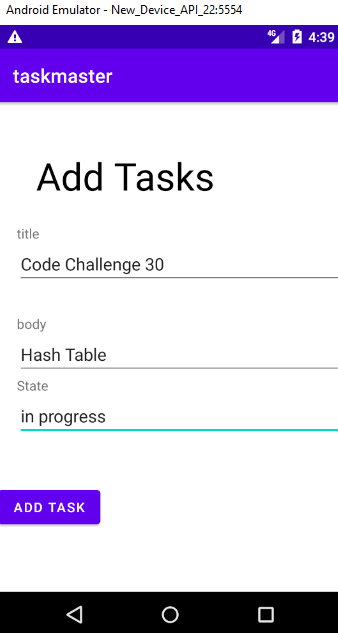 Android Emulator - New_Device_API_22:5554
4G 4:39
taskmaster
Add Tasks
title
Code Challenge 30
body
Hash Table
State
in progress
ADD TASK